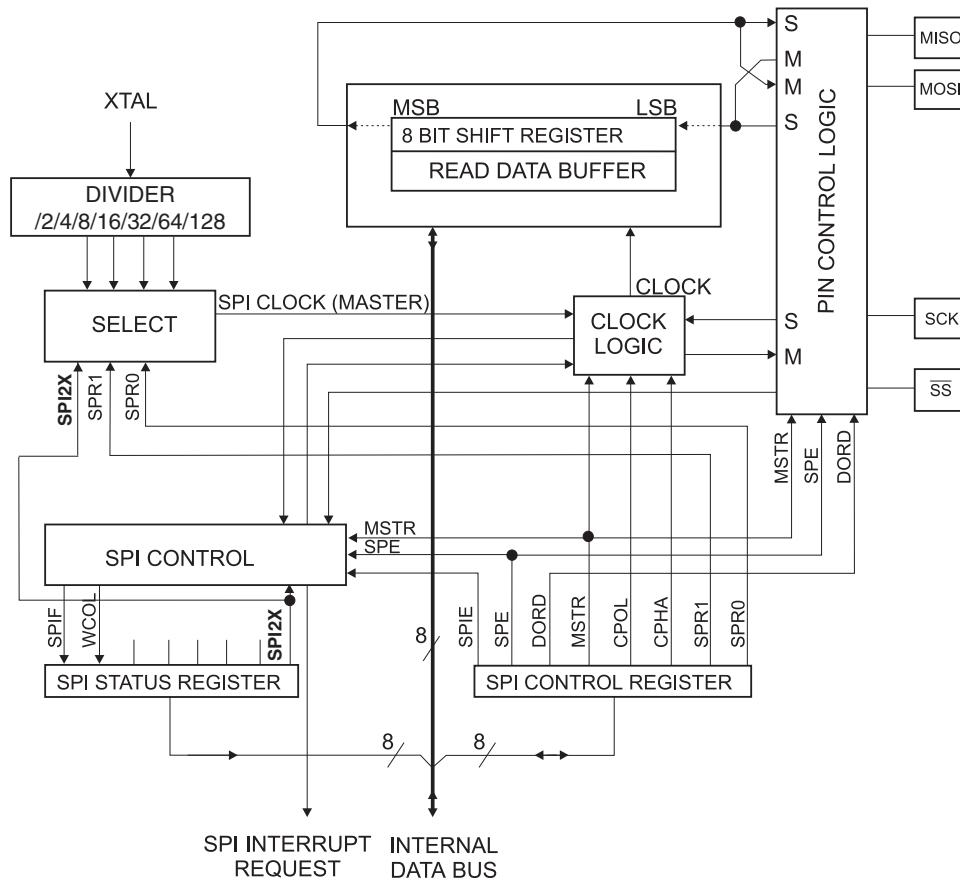 S
MISO
M
M
MOSI
XTAL
MSB
LSB
S
8 BIT SHIFT REGISTER
READ DATA BUFFER
PIN CONTROL LOGIC
DIVIDER
/2/4/8/16/32/64/128
SPI CLOCK (MASTER)
CLOCK
SELECT
CLOCK
LOGIC
S
M
SCK
SS
SPI2X
SPR1
SPR0
MSTR
SPE
DORD
SPI CONTROL
MSTR
SPE
SPIF
WCOL
SPI2X
8
SPIE
SPE
DORD
MSTR
CPOL
CPHA
SPR1
SPR0
SPI STATUS REGISTER
SPI CONTROL REGISTER
8
8
SPI INTERRUPT
REQUEST
INTERNAL
DATA BUS